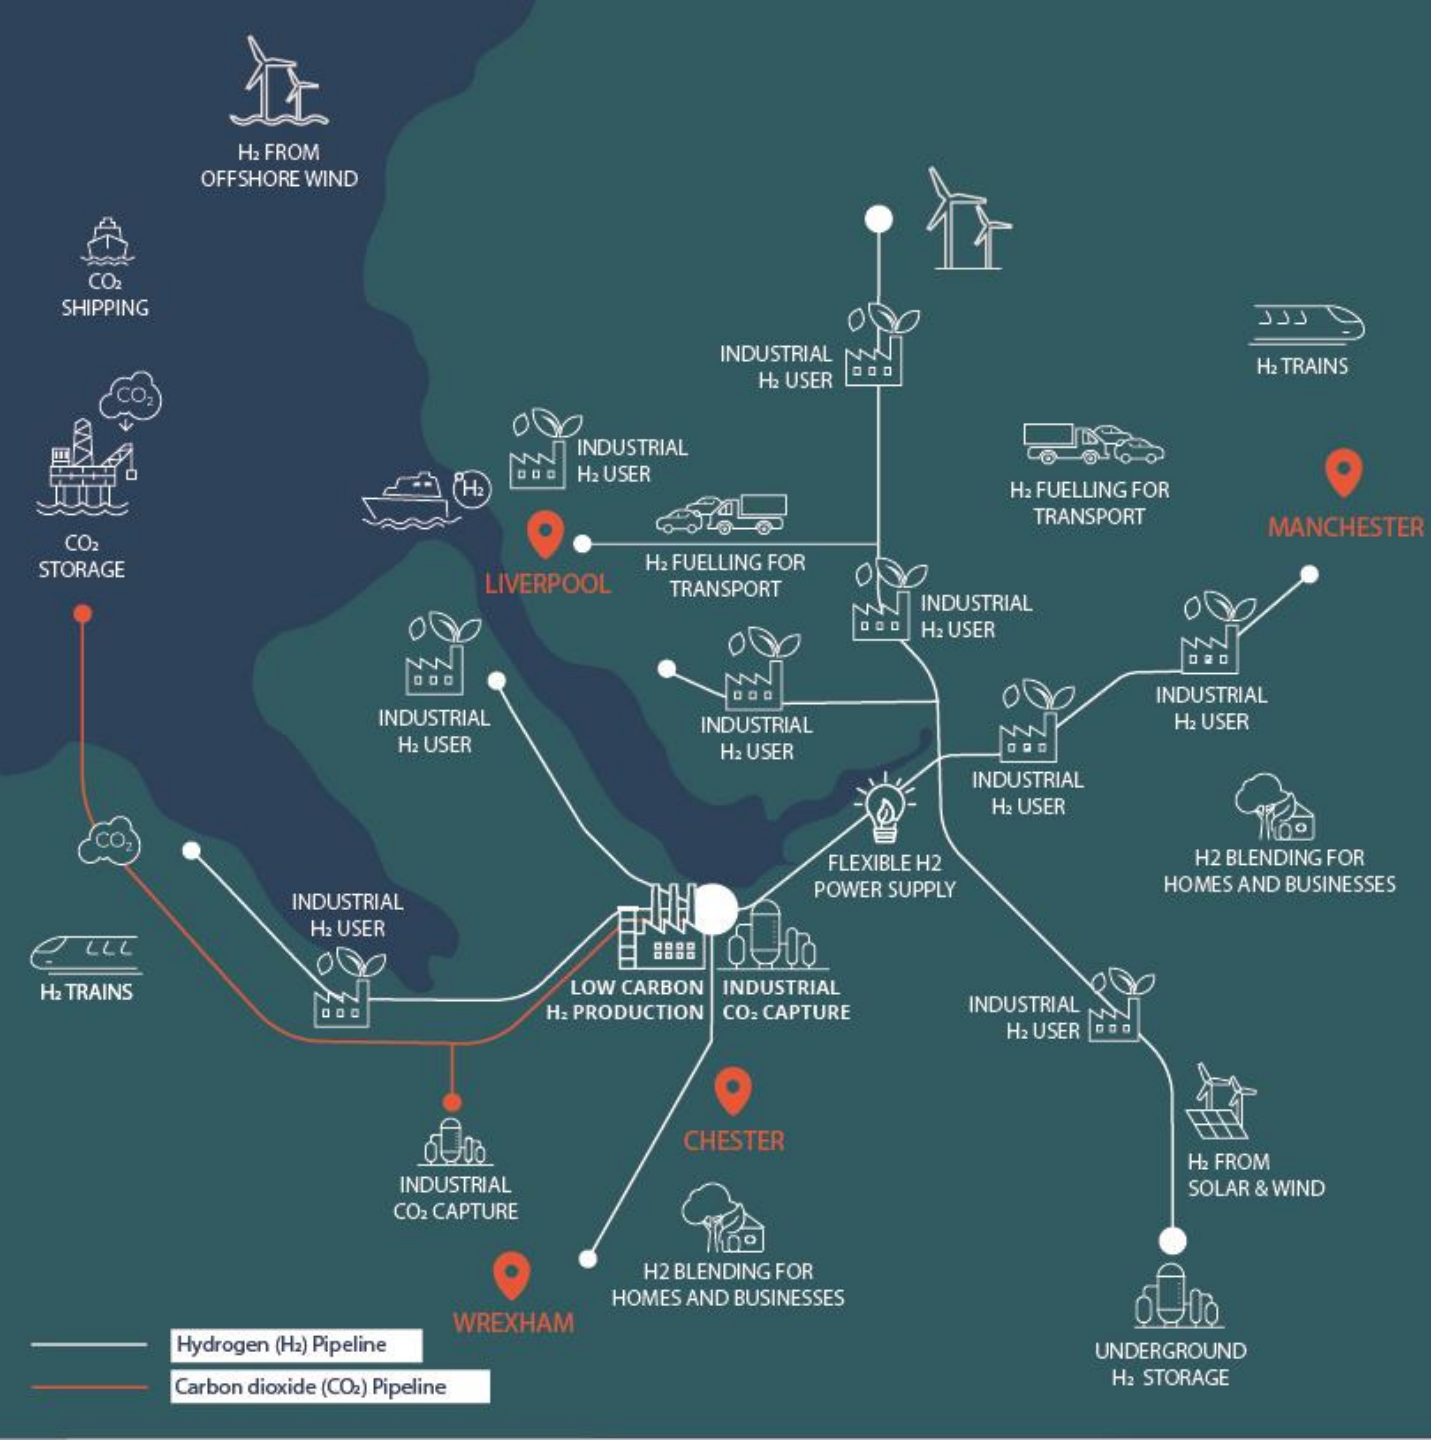 H₂ FROM
OFFSHORE WIND
CO₂
SHIPPING
CO₂
CO₂
STORAGE
H₂
INDUSTRIAL
H₂ USER
LIVERPOOL
INDUSTRIAL
H₂ USER
H₂ TRAINS
H₂ FUELLING FOR
TRANSPORT
MANCHESTER
H₂ FUELLING FOR
TRANSPORT
INDUSTRIAL
H₂ USER
INDUSTRIAL
H₂ USER
INDUSTRIAL
H₂ USER
INDUSTRIAL
H₂ USER
INDUSTRIAL
H₂ USER
FLEXIBLE H2
POWER SUPPLY
H2 BLENDING FOR
HOMES AND BUSINESSES
CO₂
INDUSTRIAL
H₂ USER
H₂ TRAINS
LOW CARBON
H₂ PRODUCTION
INDUSTRIAL
CO₂ CAPTURE
INDUSTRIAL
H₂ USER
CHESTER
H₂ FROM
SOLAR & WIND
INDUSTRIAL
CO₂ CAPTURE
H2 BLENDING FOR
HOMES AND BUSINESSES
WREXHAM
UNDERGROUND
H₂ STORAGE
Hydrogen (H₂) Pipeline
Carbon dioxide (CO₂) Pipeline